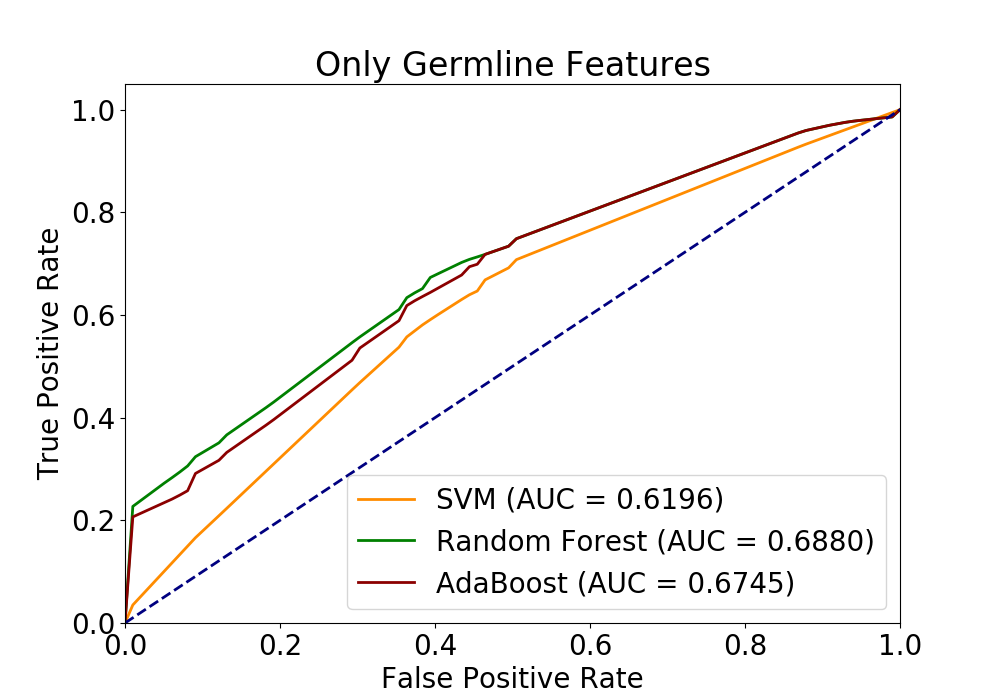 Only Germline Features
True Positive Rate
1.0
0.8
0.6
0.4
0.2
0.0
SVM (AUC = 0.6196)
Random Forest (AUC = 0.6880)
AdaBoost (AUC = 0.6745)
0.0 0.2 0.4 0.6 0.8 1.0
False Positive Rate